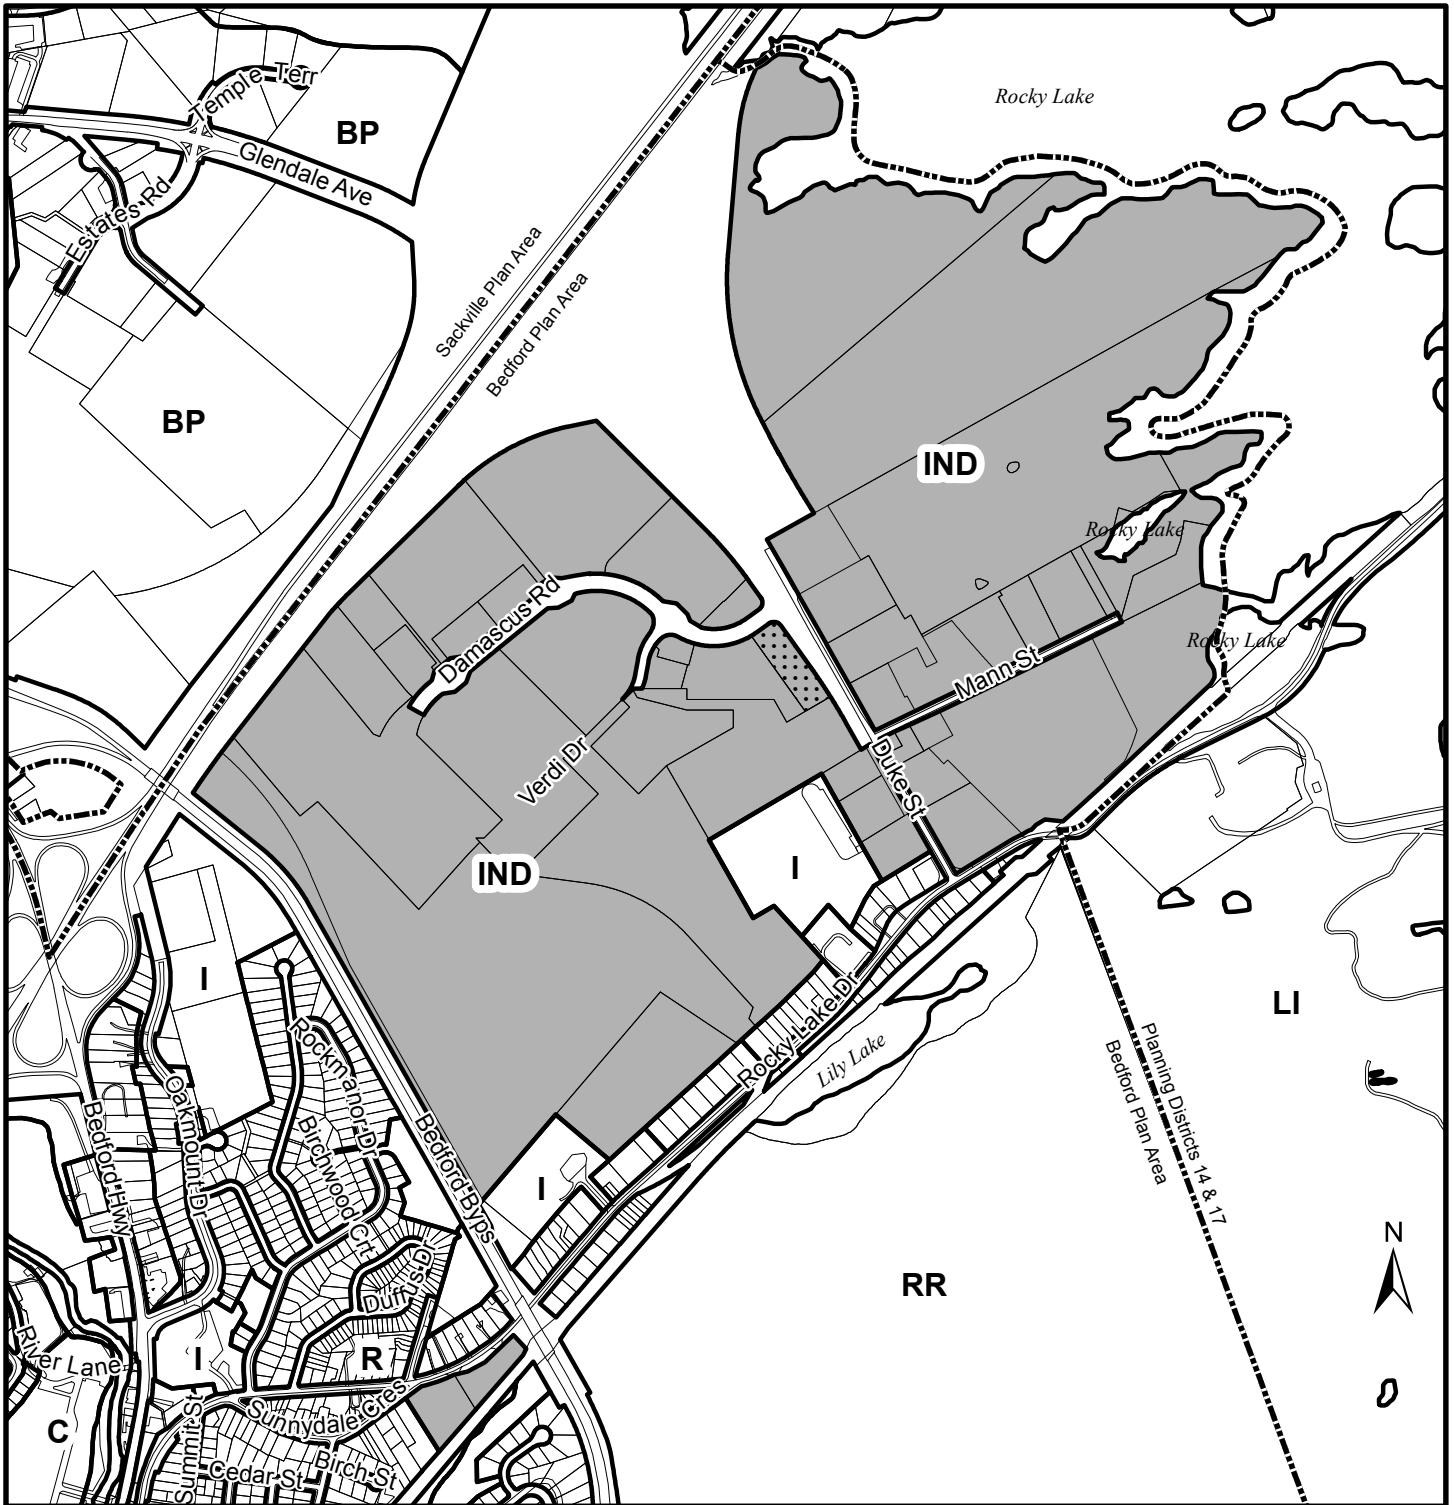 Rocky Lake
Temple Terr
BP
Glendale Ave
Estates Rd
Sackville Plan Area
Bedford Plan Area
BP
IND
Rocky Lake
Damascus Rd
Rocky Lake
Mann St
Verdi Dr
Duke St
IND
I
I
LI
Rocky Lake Dr
Lily Lake
Planning Districts 14 & 17
Bedford Plan Area
Rockmanor Dr
Oakmount Dr
Birchwood Crt
Bedford Hwy
Bedford Byps
I
N
Duffus Dr
RR
River Lane
I
R
C
Sunnydale Cres
Summit St
Cedar St
Birch St